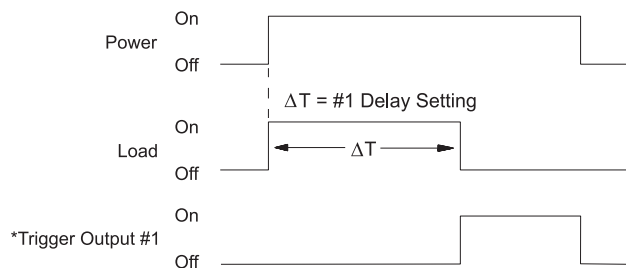 On
Power
Off
ΔT = #1 Delay Setting
On
Load
ΔT
Off
On
*Trigger Output #1
Off